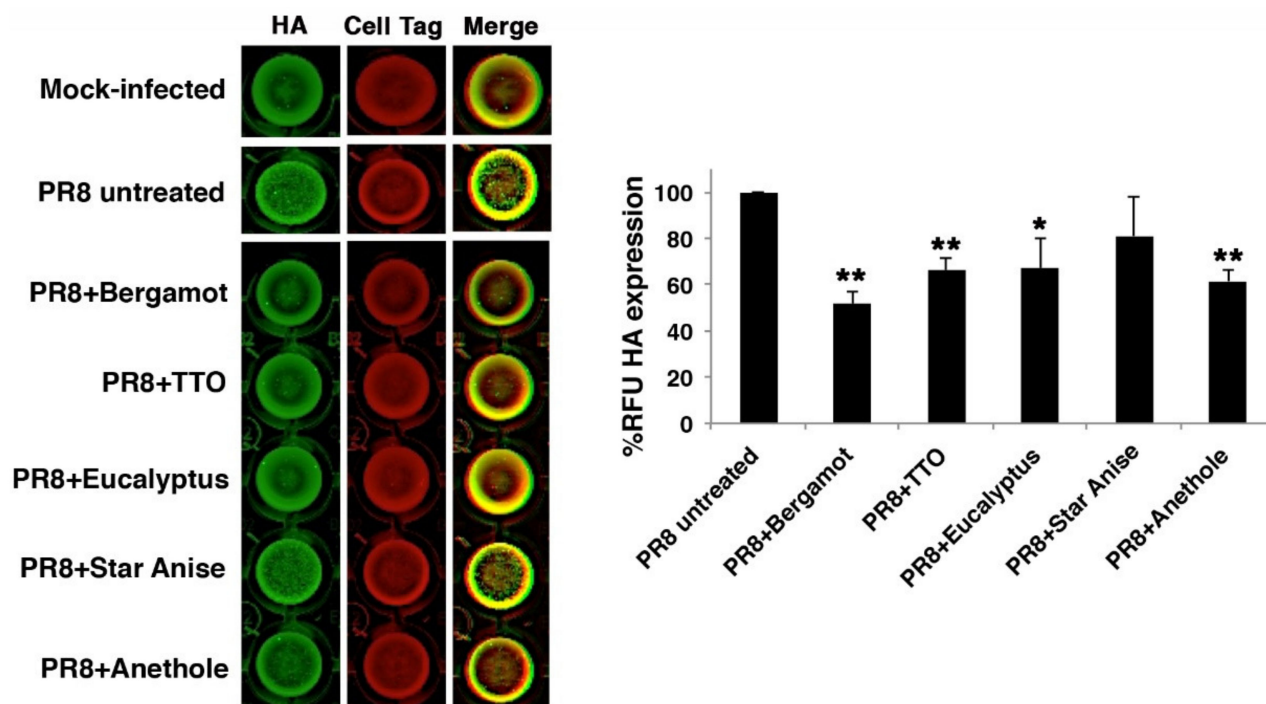 HA Cell Tag Merge
Mock-infected
PR8 untreated
PR8+Bergamot
PR8+TTO
PR8+Eucalyptus
PR8+Star Anise
PR8+Anethole
%RFU HA expression
100
80
60
40
20
0
**
**
*
**
PR8 untreated
PR8+Bergamot
PR8+TTO
PR8+Eucalyptus
PR8+Star Anise
PR8+Anethole